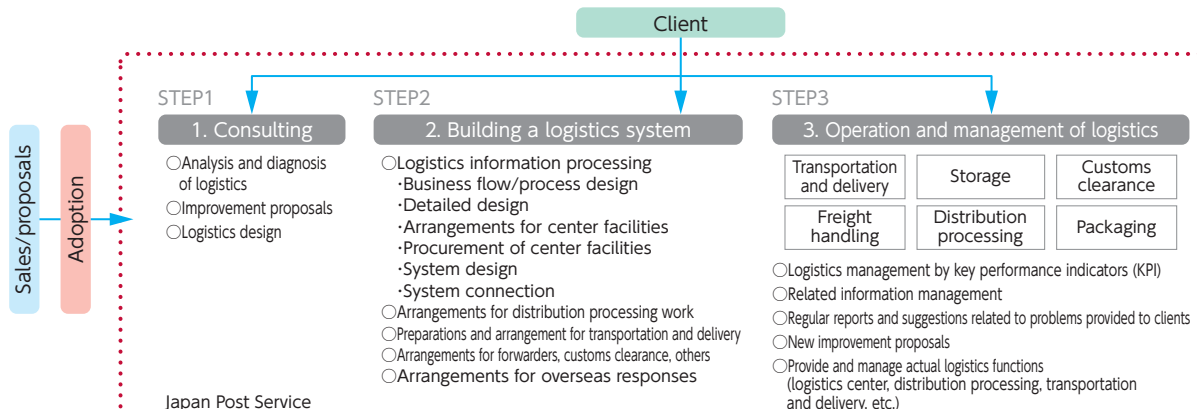 Client
Sales/proposals
Adoption
STEP1
1. Consulting
○Analysis and diagnosis
of logistics
○Improvement proposals
○Logistics design
STEP2
2. Building a logistics system
○Logistics information processing
・Business flow/process design
・Detailed design
・Arrangements for center facilities
・Procurement of center facilities
・System design
・System connection
○Arrangements for distribution processing work
○Preparations and arrangement for transportation and delivery
○Arrangements for forwarders, customs clearance, others
○Arrangements for overseas responses
STEP3
3. Operation and management of logistics
Transportation
and delivery
Storage
Customs
clearance
Freight
handling
Distribution
processing
Packaging
○Logistics management by key performance indicators (KPI)
○Related information management
○Regular reports and suggestions related to problems provided to clients
○New improvement proposals
○Provide and manage actual logistics functions
(logistics center, distribution processing, transportation
and delivery, etc.)
Japan Post Service